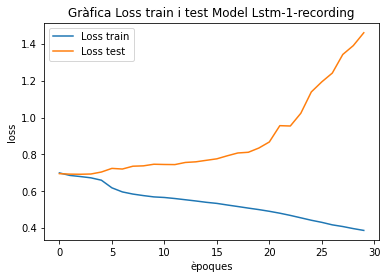 Gràfica Loss train i test Model Lstm-1-recording
Loss train
Loss test
loss
1.4
1.2
1.0
0.8
0.6
0.4
0 5 10 15 20 25 30
èpoques